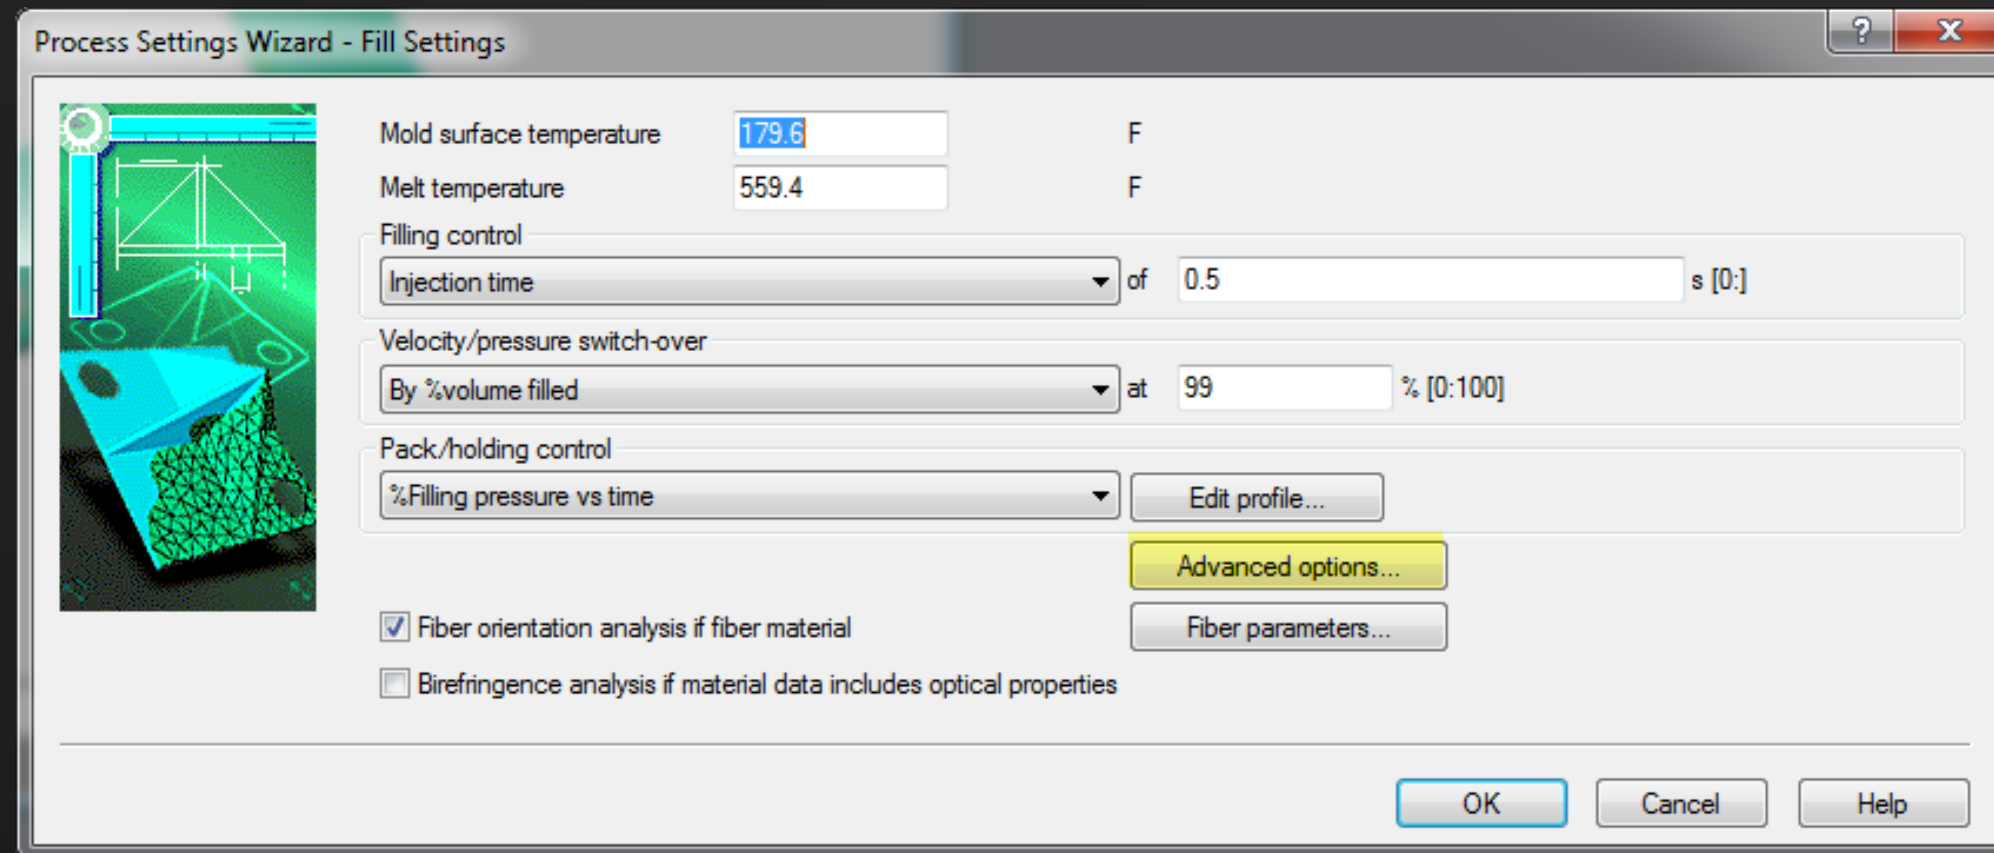 Process Settings Wizard - Fill Settings
Mold surface temperature 179.6 F
Melt temperature 559.4 F
Filling control
Injection time of 0.5 s [0:]
Velocity/pressure switch-over
By %volume filled at 99 % [0:100]
Pack/holding control
%Filling pressure vs time Edit profile...
Advanced options...
Fiber orientation analysis if fiber material Fiber parameters...
Birefringence analysis if material data includes optical properties
OK Cancel Help